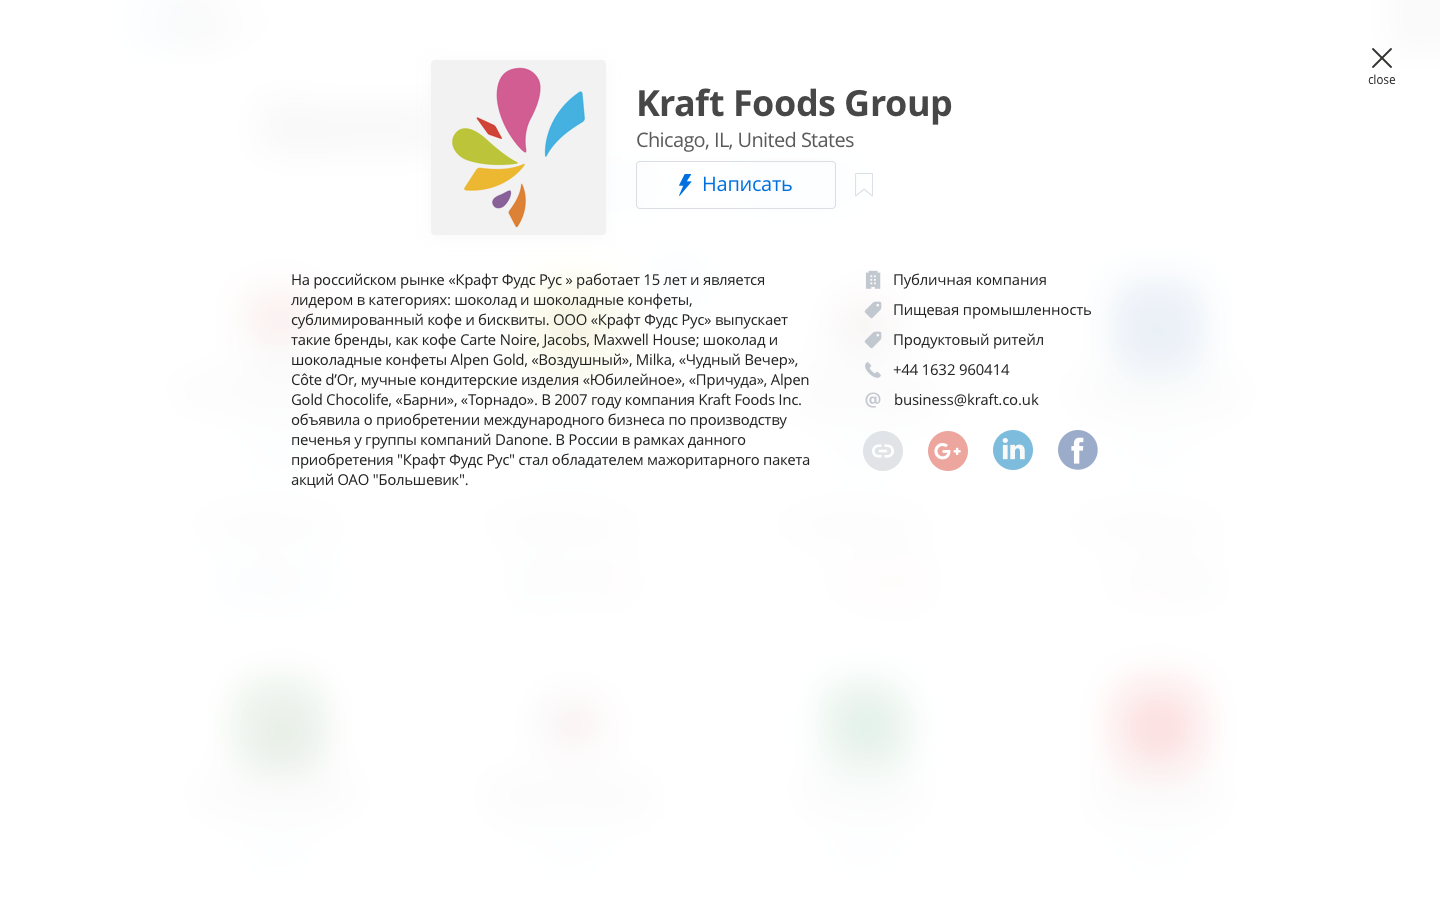 close
Kraft Foods Group
Chicago, IL, United States
Написать
На российском рынке «Крафт Фудс Рус » работает 15 лет и является
лидером в категориях: шоколад и шоколадные конфеты,
сублимированный кофе и бисквиты. ООО «Крафт Фудс Рус» выпускает
такие бренды, как кофе Carte Noire, Jacobs, Maxwell House; шоколад и
шоколадные конфеты Alpen Gold, «Воздушный», Milka, «Чудный Вечер»,
Côte d’Or, мучные кондитерские изделия «Юбилейное», «Причуда», Alpen
Gold Chocolife, «Барни», «Торнадо». В 2007 году компания Kraft Foods Inc.
объявила о приобретении международного бизнеса по производству
печенья у группы компаний Danone. В России в рамках данного
приобретения "Крафт Фудс Рус" стал обладателем мажоритарного пакета
акций ОАО "Большевик".
Публичная компания
Пищевая промышленность
Продуктовый ритейл
+44 1632 960414
business@kraft.co.uk
G+ in f